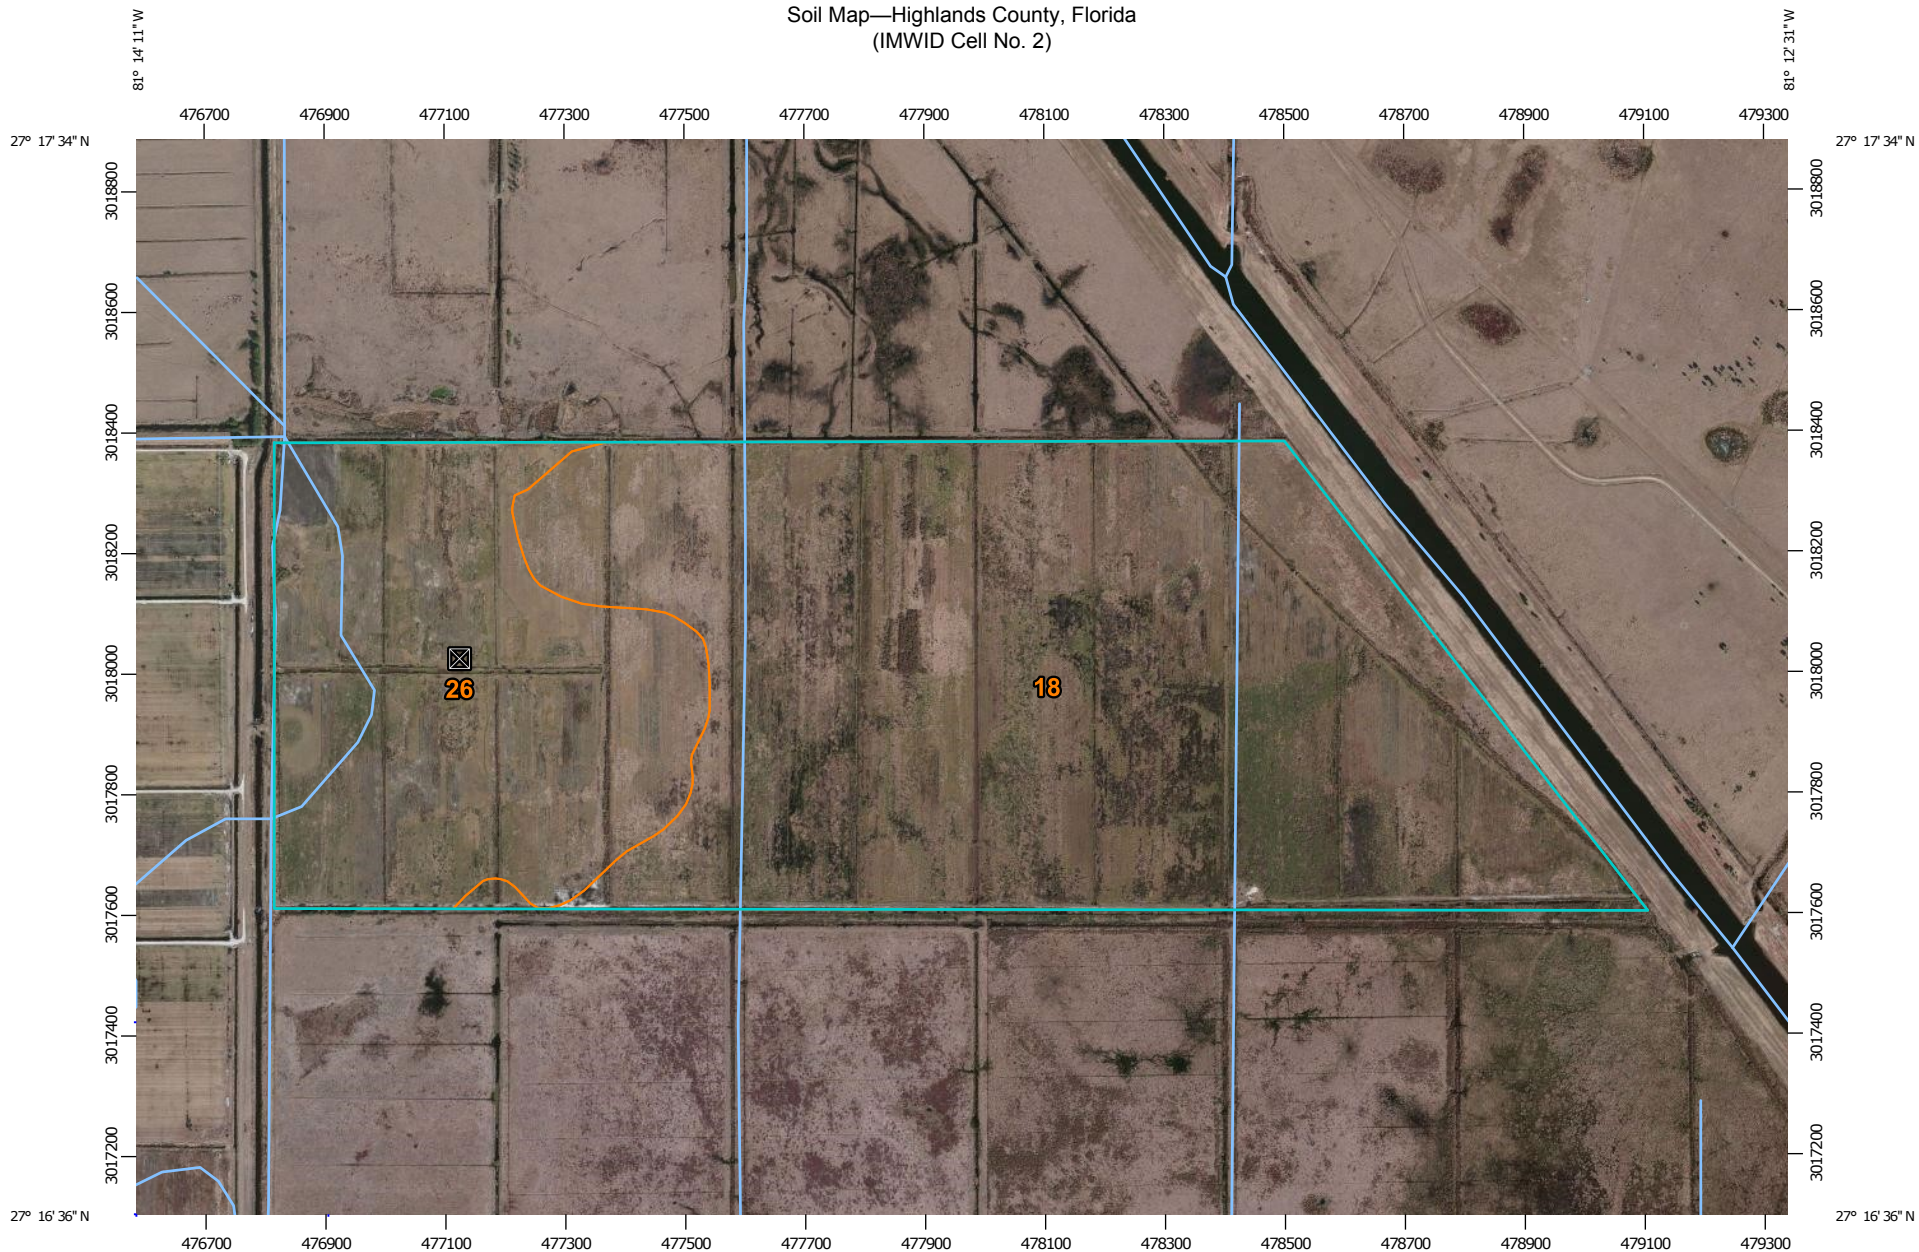 Soil Map—Highlands County, Florida
(IMWID Cell No. 2)
81° 14' 11" W
81° 12' 31" W
476700 476900 477100 477300 477500 477700 477900 478100 478300 478500 478700 478900 479100 479300
27° 17' 34" N
27° 17' 34" N
3018800
3018800
3018600
3018600
3018400
3018400
3018200
3018200
3018000
3018000
26
18
3017800
3017800
3017600
3017600
3017400
3017400
3017200
3017200
27° 16' 36" N
27° 16' 36" N
476700 476900 477100 477300 477500 477700 477900 478100 478300 478500 478700 478900 479100 479300